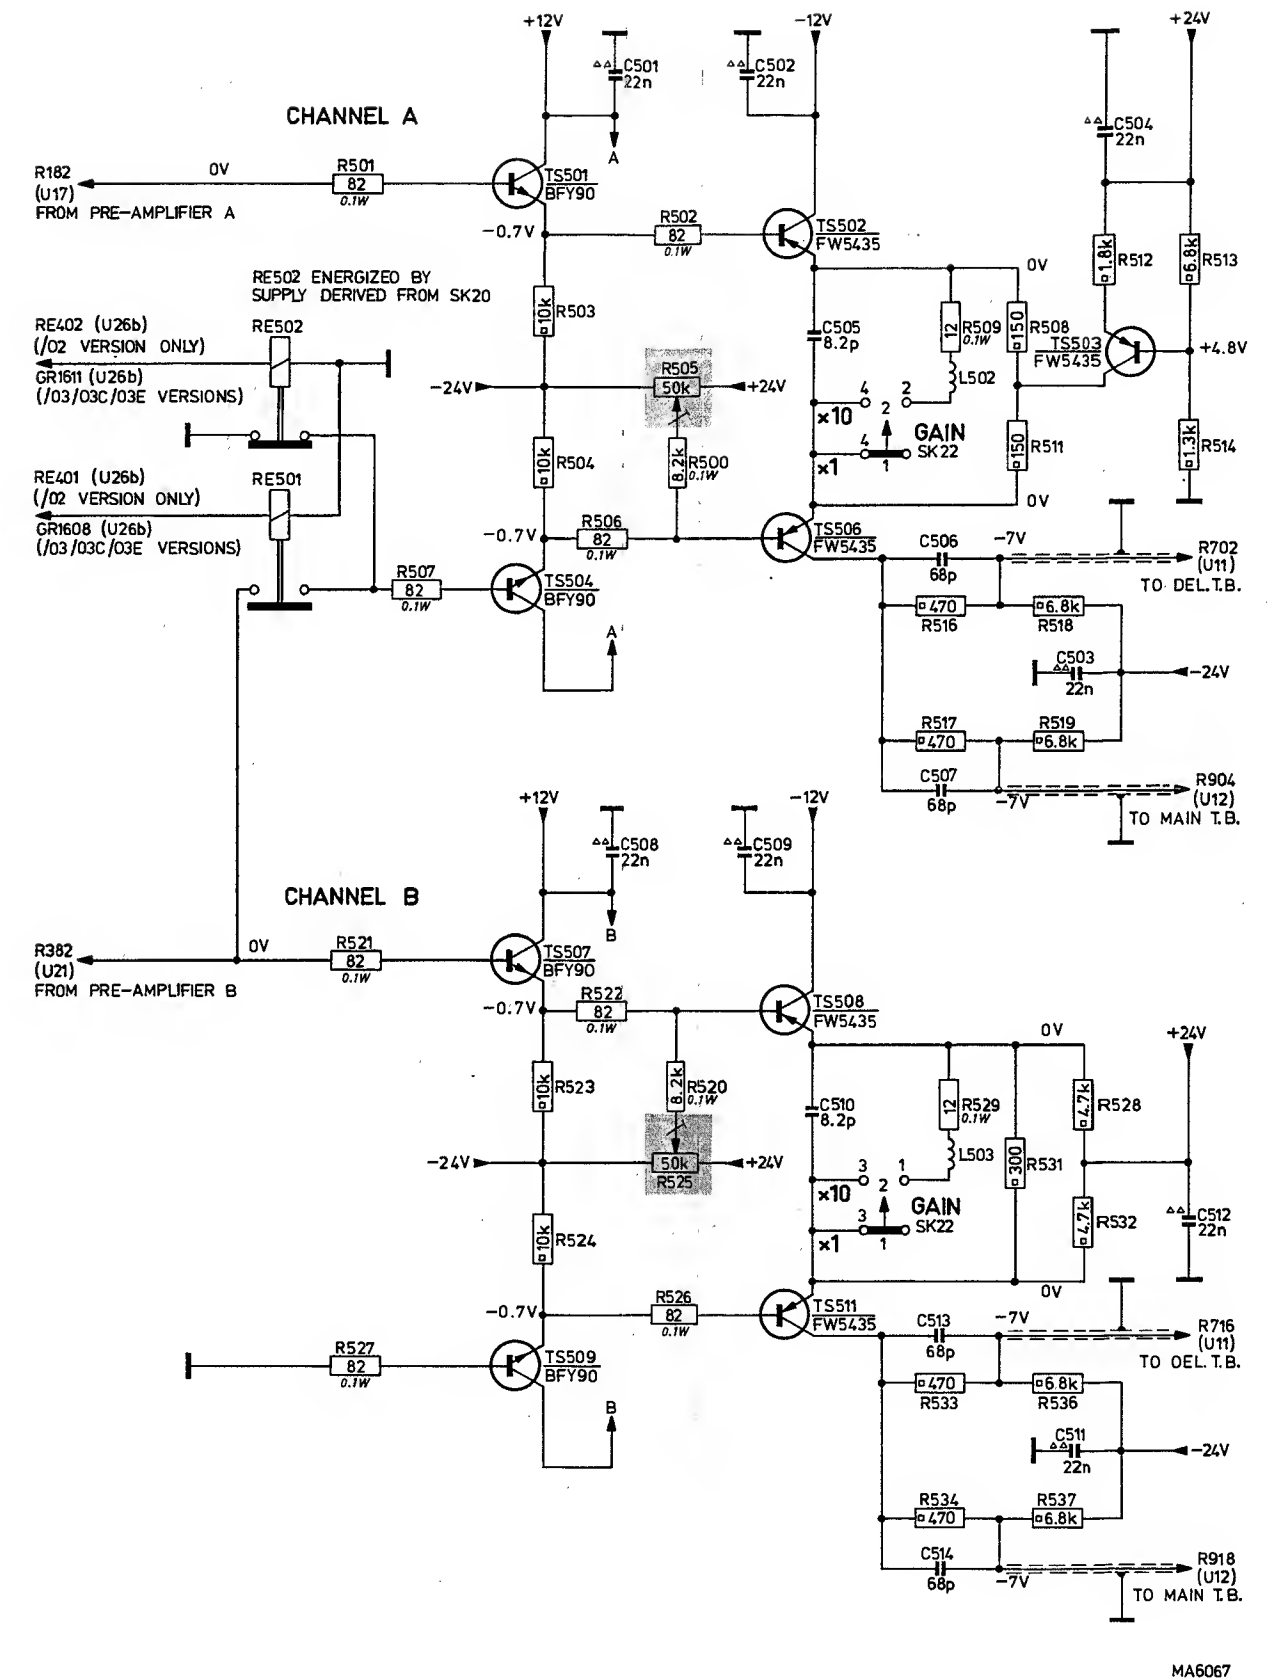 +12V
-12V
+24V
△△ C501
22n
△△ C502
22n
△△ C504
22n
CHANNEL A
A
R182
(U17)
FROM PRE-AMPLIFIER A
0V
R501
82
0.1W
TS501
BFY90
-0.7V
R502
82
0.1W
TS502
FW5435
1.8k
R512
6.8k
R513
0V
RE502 ENERGIZED BY
SUPPLY DERIVED FROM SK20
RE402 (U26b)
(/02 VERSION ONLY)
GR1611 (U26b)
(/03/03C/03E VERSIONS)
RE502
10k
R503
C505
8.2p
12
R509
0.1W
150
R508
TS503
FW5435
+4.8V
-24V
R505
50k
+24V
L502
4
2
×10
2
GAIN
SK22
4
1
×1
150
R511
1.3k
R514
RE401 (U26b)
(/02 VERSION ONLY)
GR1608 (U26b)
(/03/03C/03E VERSIONS)
RE501
10k
R504
8.2k
R500
0.1W
0V
-0.7V
R506
82
0.1W
TS506
FW5435
R507
82
0.1W
TS504
BFY90
C506
68p
-7V
R702
(U11)
TO DEL.T.B.
470
R516
6.8k
R518
A
△△ C503
22n
-24V
R517
470
R519
6.8k
C507
68p
-7V
R904
(U12)
TO MAIN T.B.
+12V
-12V
△△ C508
22n
△△ C509
22n
CHANNEL B
B
R382
(U21)
FROM PRE-AMPLIFIER B
0V
R521
82
0.1W
TS507
BFY90
-0.7V
R522
82
0.1W
TS508
FW5435
0V
+24V
10k
R523
8.2k
R520
0.1W
C510
8.2p
12
R529
0.1W
4.7k
R528
-24V
50k
R525
+24V
L503
300
R531
3
1
×10
2
GAIN
SK22
3
1
×1
4.7k
R532
△△ C512
22n
10k
R524
0V
-0.7V
R526
82
0.1W
TS511
FW5435
R527
82
0.1W
TS509
BFY90
C513
68p
-7V
R716
(U11)
TO OEL.T.B.
470
R533
6.8k
R536
B
△△ C511
22n
-24V
R534
470
R537
6.8k
C514
68p
-7V
R918
(U12)
TO MAIN T.B.
MA6067